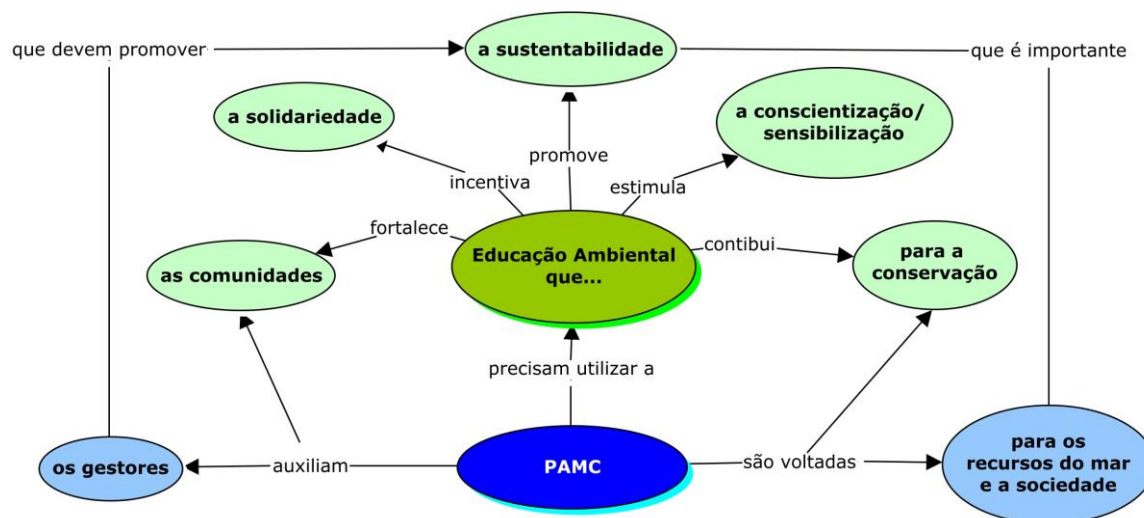 que devem promover
a sustentabilidade
que é importante
a solidariedade
a conscientização/
sensibilização
promove
incentiva
estimula
fortalece
contibui
as comunidades
Educação Ambiental
que...
para a
conservação
precisam utilizar a
os gestores
auxiliam
PAMC
são voltadas
para os
recursos do mar
e a sociedade